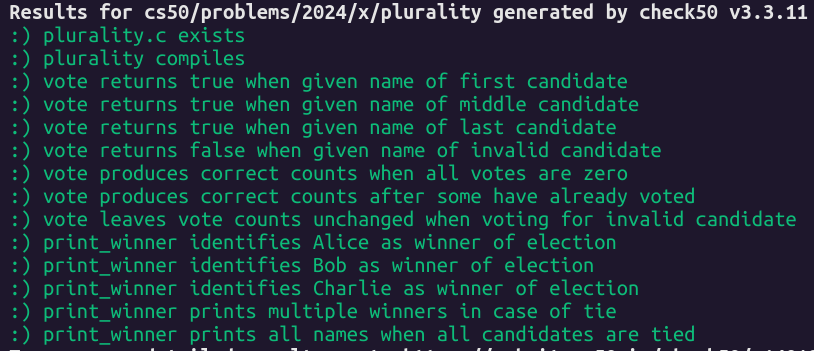 Results for cs50/problems/2024/x/plurality generated by check50 v3.3.11
:) plurality.c exists
:) plurality compiles
:) vote returns true when given name of first candidate
:) vote returns true when given name of middle candidate
:) vote returns true when given name of last candidate
:) vote returns false when given name of invalid candidate
:) vote produces correct counts when all votes are zero
:) vote produces correct counts after some have already voted
:) vote leaves vote counts unchanged when voting for invalid candidate
:) print_winner identifies Alice as winner of election
:) print_winner identifies Bob as winner of election
:) print_winner identifies Charlie as winner of election
:) print_winner prints multiple winners in case of tie
:) print_winner prints all names when all candidates are tied